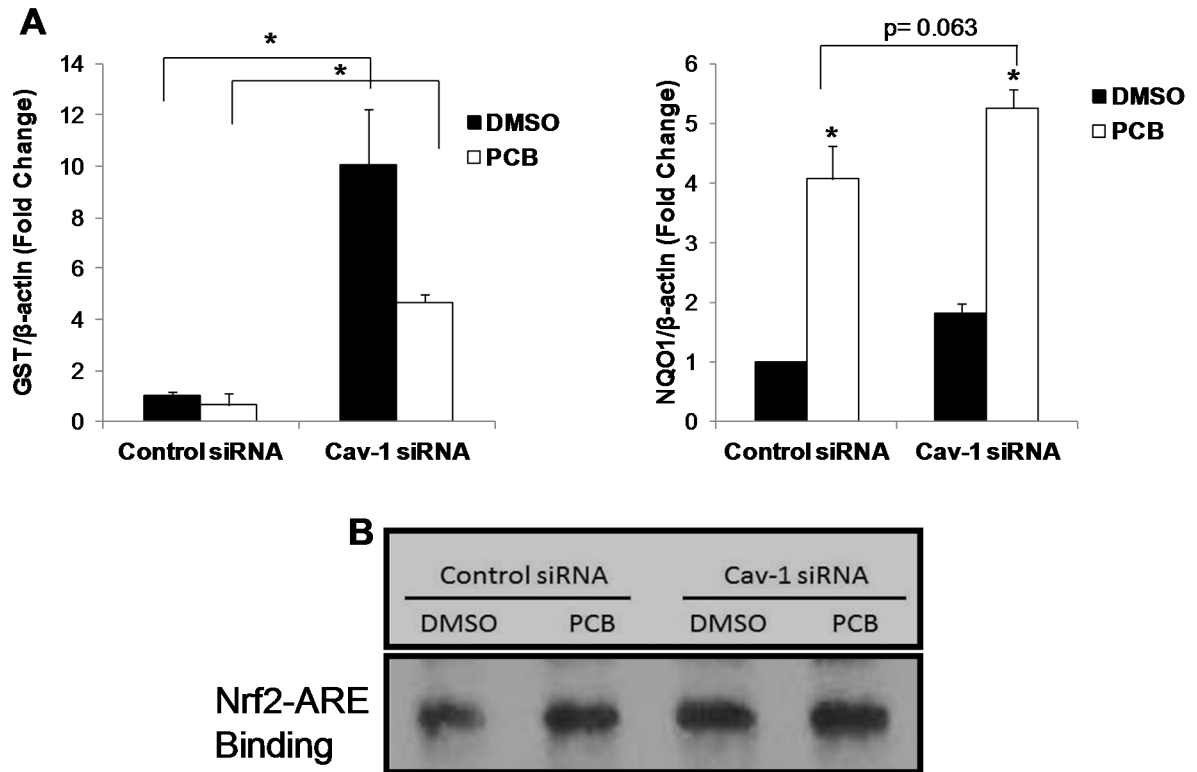 A
*
*
14
12
10
8
6
4
2
0
GST/β-actin (Fold Change)
Control siRNA
Cav-1 siRNA
DMSO
PCB
p= 0.063
*
*
6
5
4
3
2
1
0
NQO1/β-actin (Fold Change)
Control siRNA
Cav-1 siRNA
DMSO
PCB
B
Control siRNA
Cav-1 siRNA
DMSO
PCB
DMSO
PCB
Nrf2-ARE
Binding